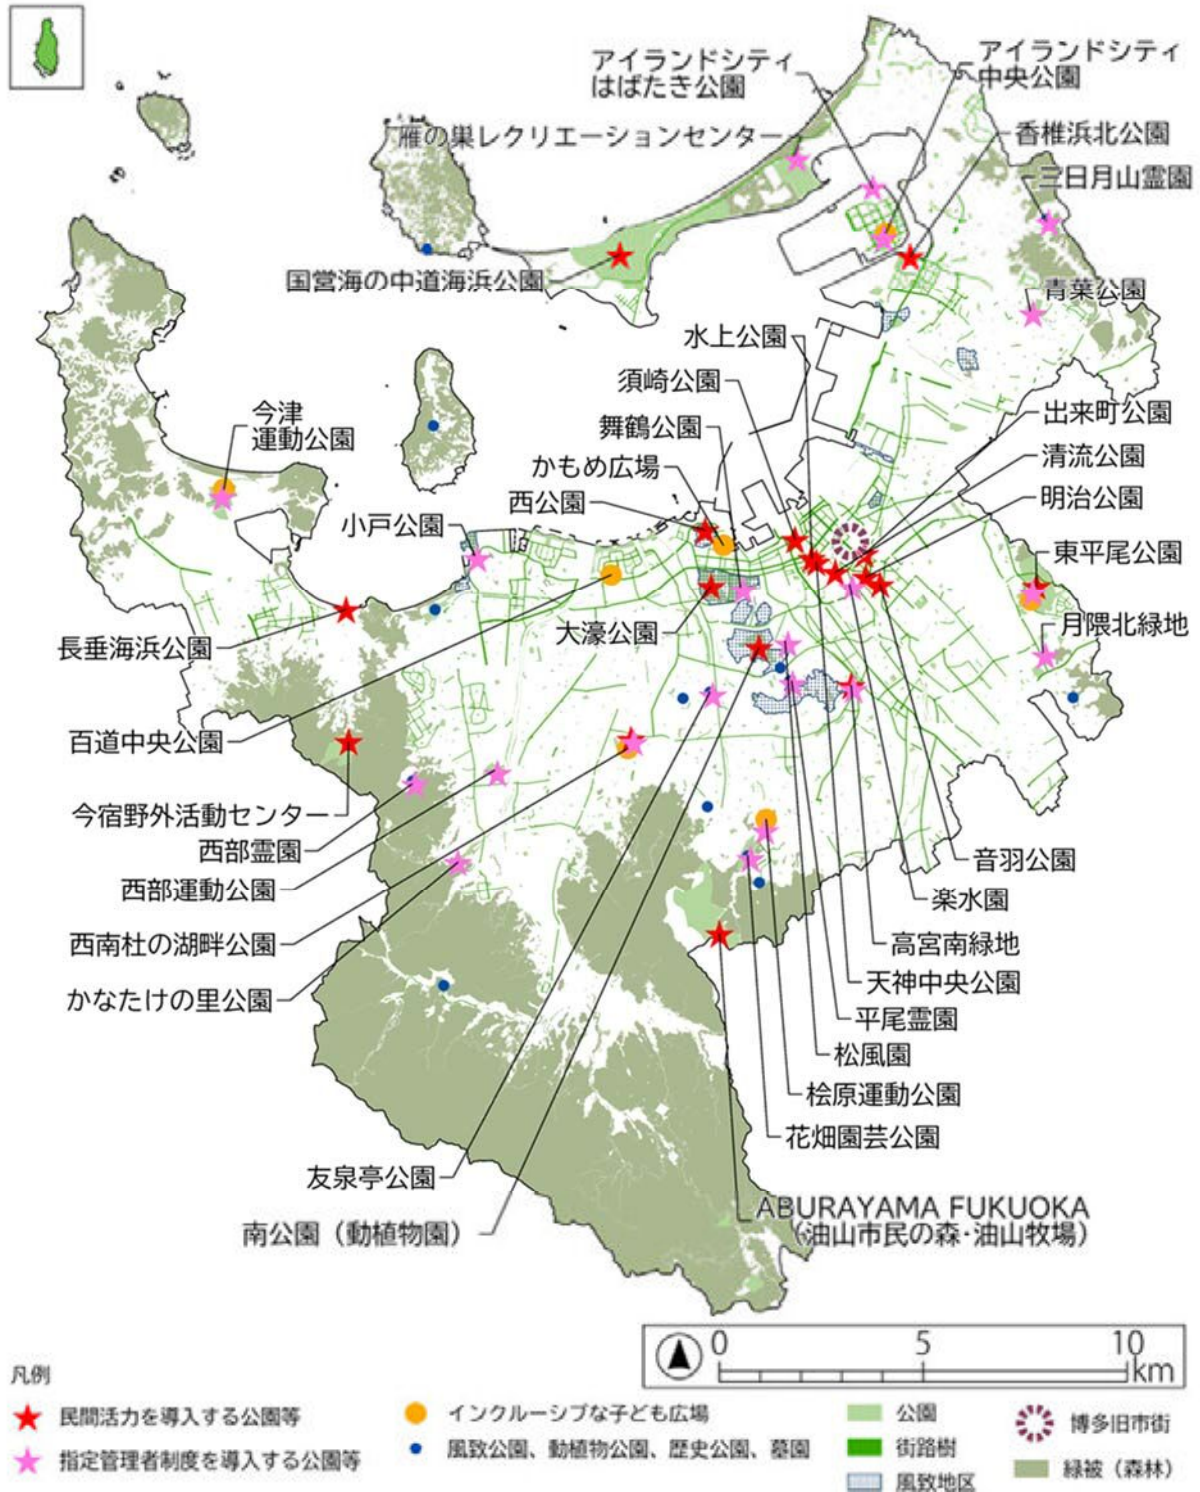 アイランドシティ
はばたき公園
アイランドシティ
中央公園
雁の巣レクリエーションセンター
香椎浜北公園
三日月山霊園
国営海の中道海浜公園
青葉公園
水上公園
須崎公園
舞鶴公園
かもめ広場
西公園
今津
運動公園
小戸公園
出来町公園
清流公園
明治公園
東平尾公園
月隈北緑地
長垂海浜公園
大濠公園
百道中央公園
今宿野外活動センター
西部霊園
西部運動公園
西南杜の湖畔公園
かなたけの里公園
音羽公園
楽水園
高宮南緑地
天神中央公園
平尾霊園
松風園
桧原運動公園
花畑園芸公園
友泉亭公園
南公園（動植物園）
ABURAYAMA FUKUOKA
（油山市民の森・油山牧場）
0 5 10
km
凡例
民間活力を導入する公園等
指定管理者制度を導入する公園等
インクルーシブな子ども広場
風致公園、動植物公園、歴史公園、墓園
公園
街路樹
風致地区
博多旧市街
緑被（森林）